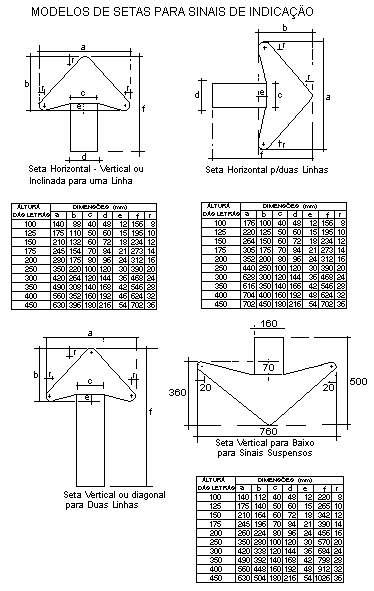 MODELOS DE SETAS PARA SINAIS DE INDICAÇÃO
a
b
r
r
c
e
f
d
Seta Horizontal - Vertical ou
Inclinada para uma Linha
r
d
e
c
a
r
b
Seta Horizontal p/duas Linhas
ALTURA DAS LETRAS DIMENSÕES (mm)
a b c d e f r
100 140 88 40 48 12 156 8
125 175 110 50 60 15 195 10
150 210 132 60 72 18 234 12
175 245 154 70 84 21 273 14
200 280 175 80 96 24 312 16
250 350 220 100 120 30 390 20
300 420 264 120 144 36 468 24
350 490 308 140 168 42 546 28
400 560 352 160 192 48 624 32
450 630 396 180 216 54 702 36
ALTURA DAS LETRAS DIMENSÕES (mm)
a b c d e f r
100 175 100 40 48 12 156 8
125 220 125 50 60 15 195 10
150 264 150 60 72 18 234 12
175 305 175 70 84 21 273 14
200 352 200 80 96 24 312 16
250 440 250 100 120 30 390 20
300 528 300 120 144 36 468 24
350 616 350 140 166 42 546 28
400 704 400 160 192 48 624 32
450 702 450 180 216 54 702 36
a
b
r
r
c
e
f
Seta Vertical ou diagonal
para Duas Linhas
160
70
360
20
20
500
760
Seta Vertical para Baixo
para Sinais Suspensos
ALTURA DAS LETRAS DIMENSÕES (mm)
a b c d e f r
100 140 112 40 48 12 220 8
125 175 140 50 60 15 265 10
150 210 164 60 72 18 342 12
175 245 196 70 84 21 390 14
200 280 224 80 96 24 456 16
250 350 280 100 120 30 570 20
300 420 338 120 144 36 684 24
350 490 392 140 168 42 798 28
400 560 448 160 192 48 912 32
450 630 504 180 216 54 1026 36